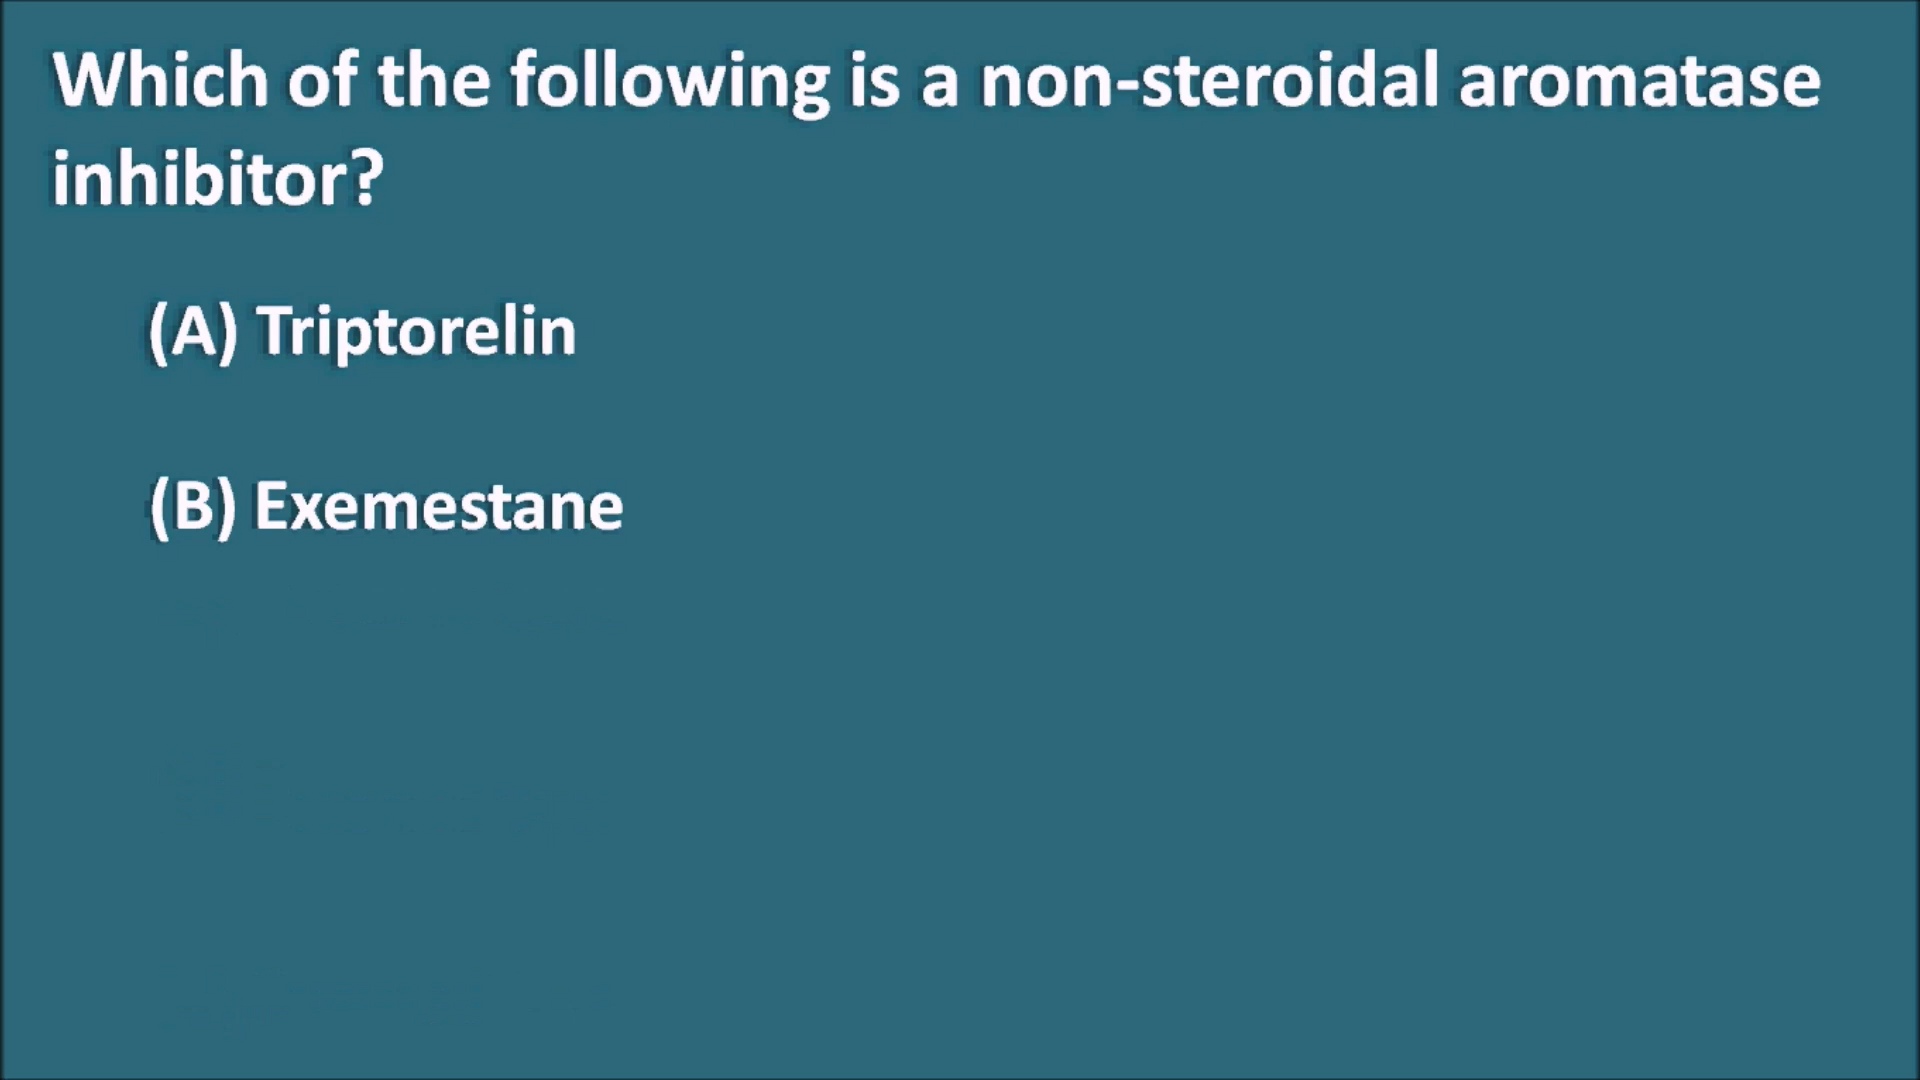 Which of the following is a non-steroidal aromatase
inhibitor?
(A) Triptorelin
(B) Exemestane